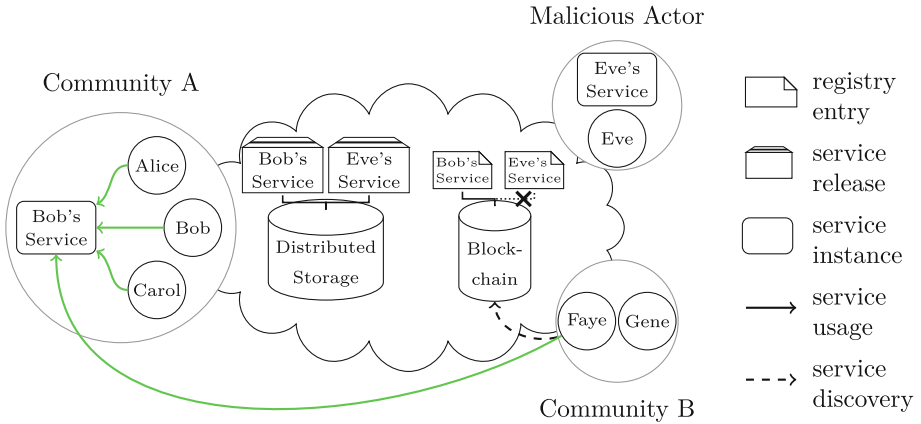 Malicious Actor
Eve's
Service
Eve
Community A
Alice
Bob's
Service
Bob
Carol
Bob's
Service
Eve's
Service
Distributed
Storage
Bob's
Service
Eve's
Service
Block-
chain
Faye
Gene
Community B
registry
entry
service
release
service
instance
service
usage
service
discovery